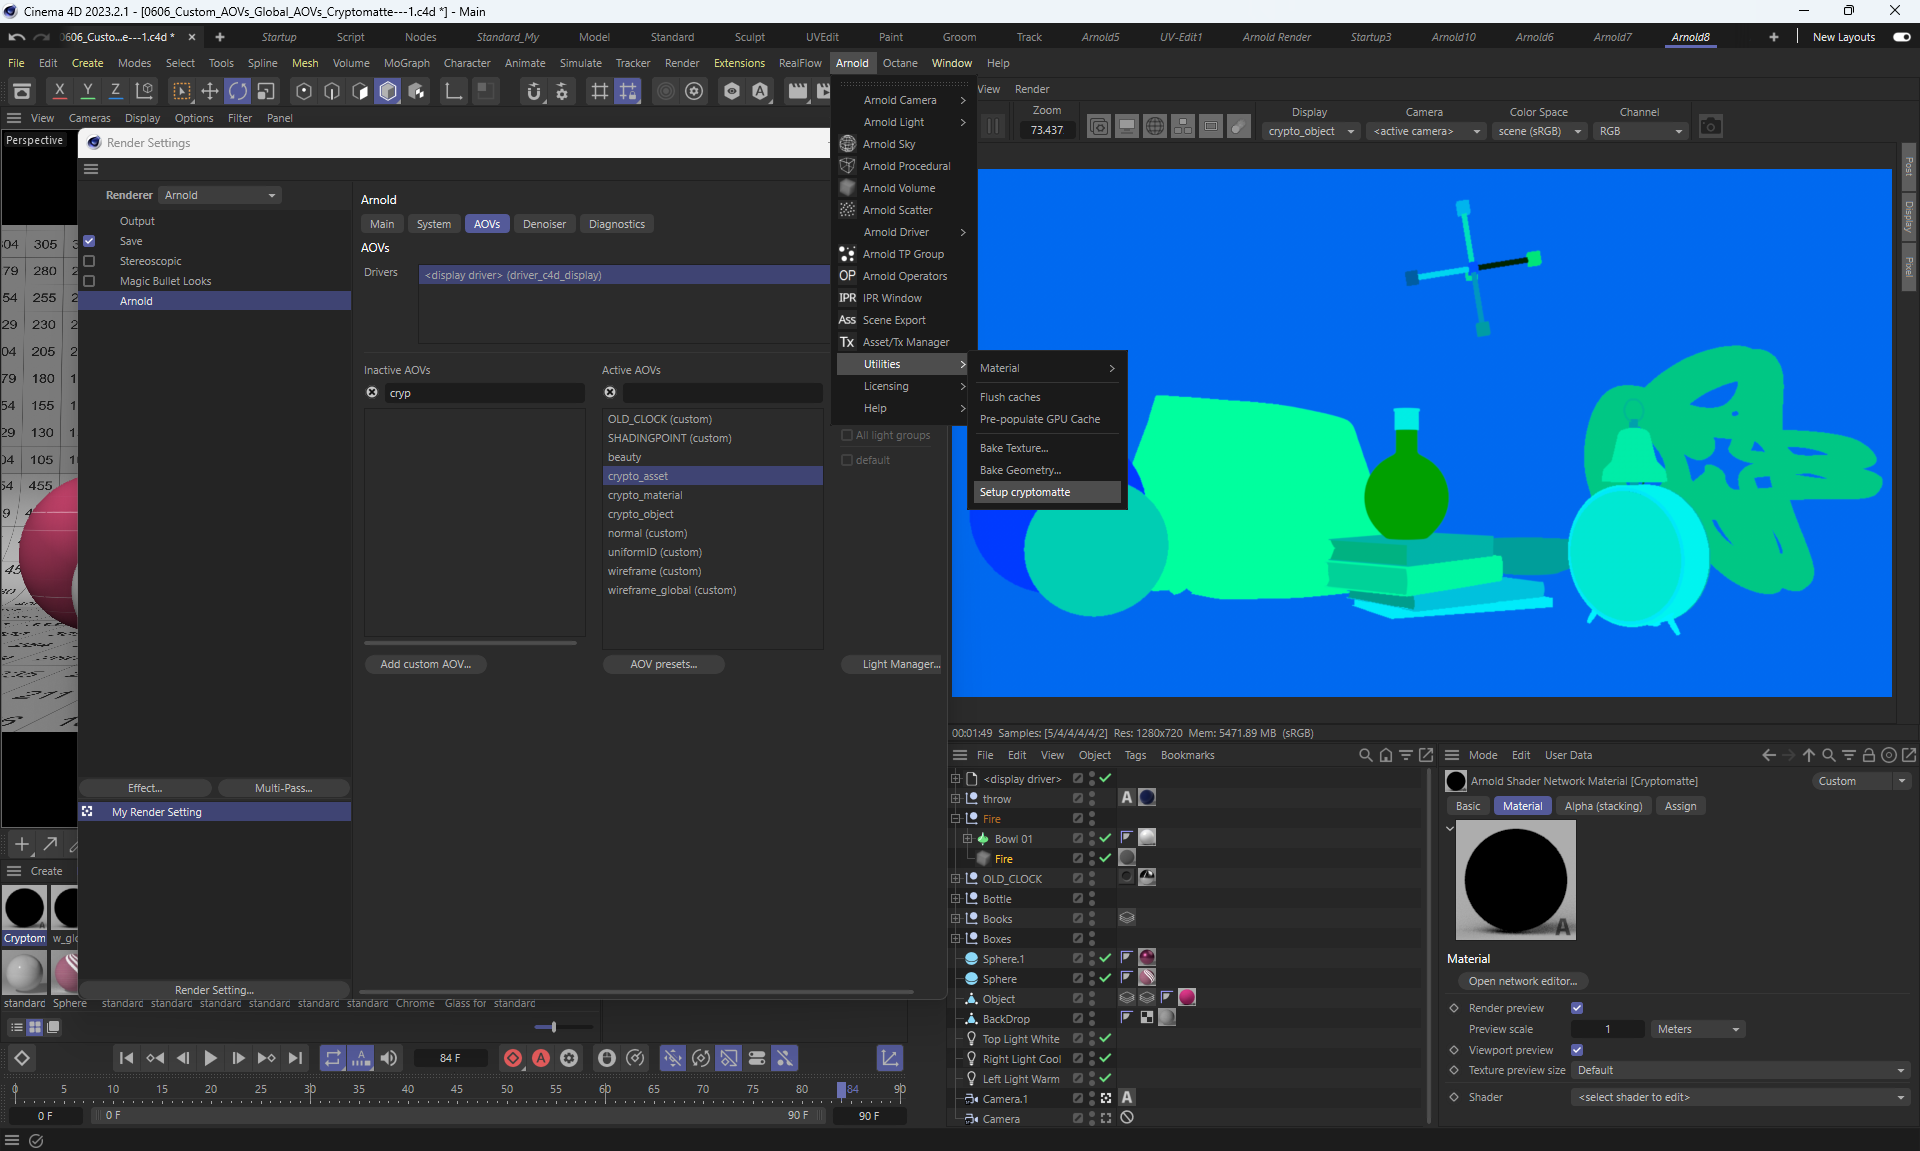 Cinema 4D 2023.2.1 - [0606_Custom_AOVs_Global_AOVs_Cryptomatte---1.c4d *] - Main
0606_Custo...e---1.c4d *
Startup Script Nodes Standard_My Model Standard Sculpt UVEdit Paint Groom Track Arnold5 UV-Edit1 Arnold Render Startup3 Arnold10 Arnold6 Arnold7 Arnold8 New Layouts
File Edit Create Modes Select Tools Spline Mesh Volume MoGraph Character Animate Simulate Tracker Render Extensions RealFlow Arnold Octane Window Help
X Y Z
View Cameras Display Options Filter Panel
Perspective
Render Settings
Renderer Arnold
Output
Save
Stereoscopic
Magic Bullet Looks
Arnold
Effect... Multi-Pass...
My Render Setting
Render Setting...
Arnold
Main System AOVs Denoiser Diagnostics
AOVs
Drivers <display driver> (driver_c4d_display)
Inactive AOVs Active AOVs
cryp
OLD_CLOCK (custom)
SHADINGPOINT (custom)
beauty
crypto_asset
crypto_material
crypto_object
normal (custom)
uniformID (custom)
wireframe (custom)
wireframe_global (custom)
All light groups
default
Add custom AOV... AOV presets... Light Manager...
Arnold Camera
Arnold Light
Arnold Sky
Arnold Procedural
Arnold Volume
Arnold Scatter
Arnold Driver
Arnold TP Group
OP Arnold Operators
IPR IPR Window
Ass Scene Export
Tx Asset/Tx Manager
Utilities
Licensing
Help
Material
Flush caches
Pre-populate GPU Cache
Bake Texture...
Bake Geometry...
Setup cryptomatte
View Render
Zoom Display Camera Color Space Channel
73.437 crypto_object <active camera> scene (sRGB) RGB
Post
Display
Pixel
00:01:49 Samples: [5/4/4/4/4/2] Res: 1280x720 Mem: 5471.89 MB (sRGB)
File Edit View Object Tags Bookmarks
<display driver>
throw
Fire
Bowl 01
Fire
OLD_CLOCK
Bottle
Books
Boxes
Sphere.1
Sphere
Object
BackDrop
Top Light White
Right Light Cool
Left Light Warm
Camera.1
Camera
Mode Edit User Data
Arnold Shader Network Material [Cryptomatte] Custom
Basic Material Alpha (stacking) Assign
Material
Open network editor...
Render preview
Preview scale 1 Meters
Viewport preview
Texture preview size Default
Shader <select shader to edit>
304 305
279 280
254 255
229 230
204 205
179 180
154 155
129 130
104 105
454 455
Create
Cryptom w_glo
standard Sphere standard standard standard standard standard standard Chrome Glass for standard
84 F
0 5 10 15 20 25 30 35 40 45 50 55 60 65 70 75 80 84 90
0 F 0 F 90 F 90 F